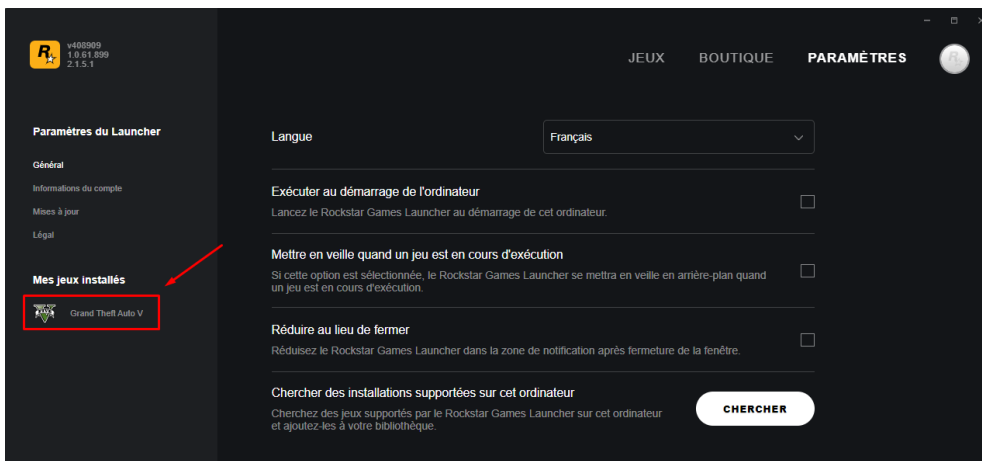 v408909
1.0.61.899
2.1.5.1
JEUX BOUTIQUE PARAMÈTRES
Paramètres du Launcher
Général
Informations du compte
Mises à jour
Légal
Mes jeux installés
Grand Theft Auto V
Langue
Français
Exécuter au démarrage de l'ordinateur
Lancez le Rockstar Games Launcher au démarrage de cet ordinateur.
Mettre en veille quand un jeu est en cours d'exécution
Si cette option est sélectionnée, le Rockstar Games Launcher se mettra en veille en arrière-plan quand
un jeu est en cours d'exécution.
Réduire au lieu de fermer
Réduisez le Rockstar Games Launcher dans la zone de notification après fermeture de la fenêtre.
Chercher des installations supportées sur cet ordinateur
Cherchez des jeux supportés par le Rockstar Games Launcher sur cet ordinateur
et ajoutez-les à votre bibliothèque.
CHERCHER